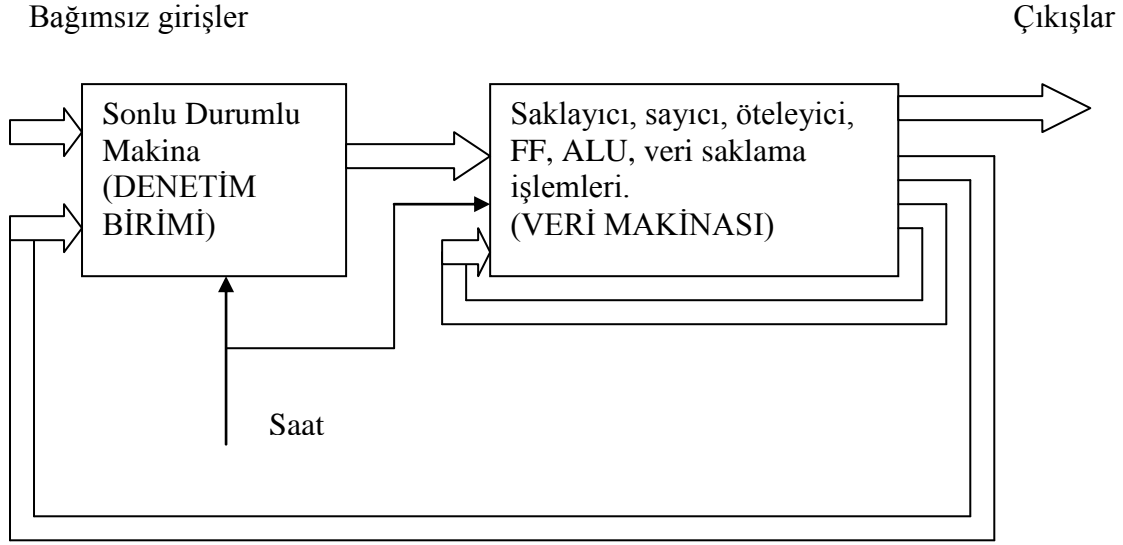 Bağımsız girişler
Çıkışlar
Sonlu Durumlu
Makina
(DENETİM
BİRİMİ)
Saklayıcı, sayıcı, öteleyici,
FF, ALU, veri saklama
işlemleri.
(VERİ MAKİNASI)
Saat